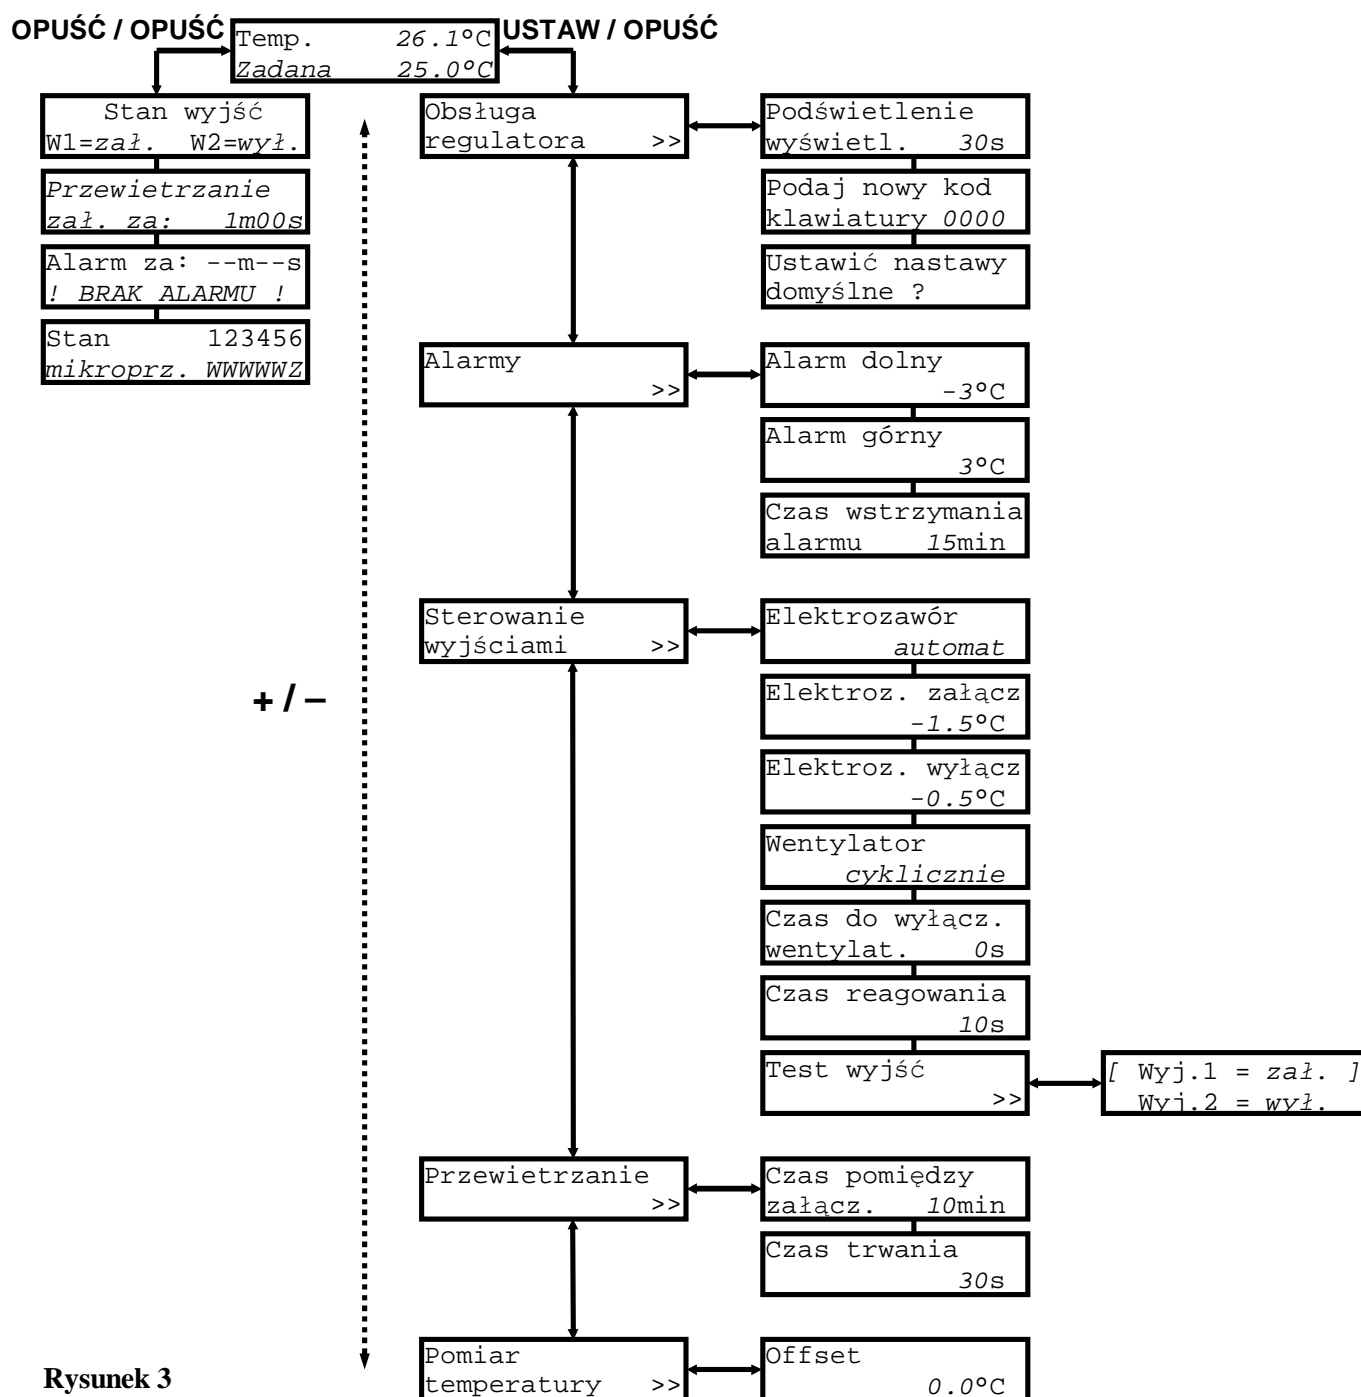 OPUŚĆ / OPUŚĆ
Temp. 26.1°C
Zadana 25.0°C
USTAW / OPUŚĆ
Stan wyjść
W1=zał. W2=wył.
Przewietrzanie
zał. za: 1m00s
Alarm za: --m--s
! BRAK ALARMU !
Stan 123456
mikroprz. WWWWWZ
+ / –
Obsługa
regulatora >>
Podświetlenie
wyświetl. 30s
Podaj nowy kod
klawiatury 0000
Ustawić nastawy
domyślne ?
Alarmy
>>
Alarm dolny
-3°C
Alarm górny
3°C
Czas wstrzymania
alarmu 15min
Sterowanie
wyjściami >>
Elektrozawór
automat
Elektroz. załącz
-1.5°C
Elektroz. wyłącz
-0.5°C
Wentylator
cyklicznie
Czas do wyłącz.
wentylat. 0s
Czas reagowania
10s
Test wyjść
>>
[ Wyj.1 = zał. ]
Wyj.2 = wył.
Przewietrzanie
>>
Czas pomiędzy
załącz. 10min
Czas trwania
30s
Pomiar
temperatury >>
Offset
0.0°C
Rysunek 3